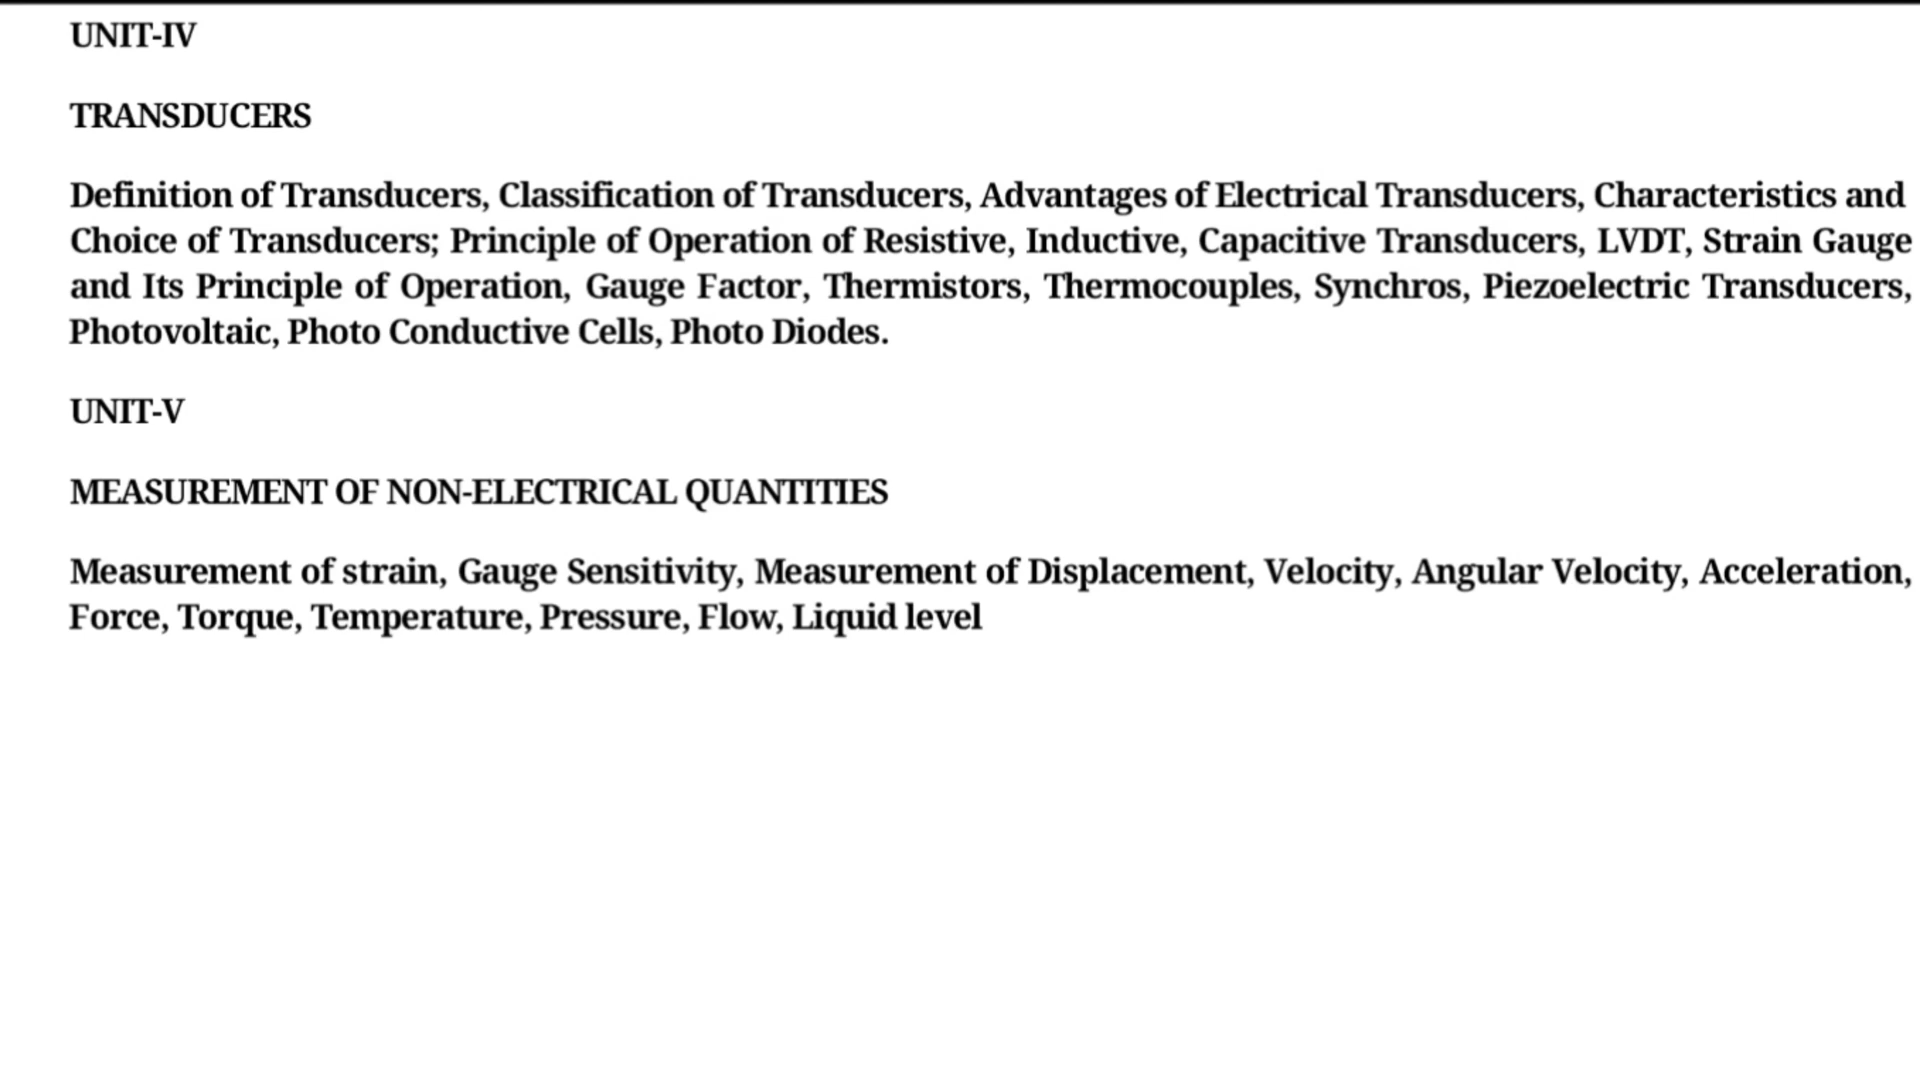 UNIT-IV
TRANSDUCERS
Definition of Transducers, Classification of Transducers, Advantages of Electrical Transducers, Characteristics and
Choice of Transducers; Principle of Operation of Resistive, Inductive, Capacitive Transducers, LVDT, Strain Gauge
and Its Principle of Operation, Gauge Factor, Thermistors, Thermocouples, Synchros, Piezoelectric Transducers,
Photovoltaic, Photo Conductive Cells, Photo Diodes.
UNIT-V
MEASUREMENT OF NON-ELECTRICAL QUANTITIES
Measurement of strain, Gauge Sensitivity, Measurement of Displacement, Velocity, Angular Velocity, Acceleration,
Force, Torque, Temperature, Pressure, Flow, Liquid level